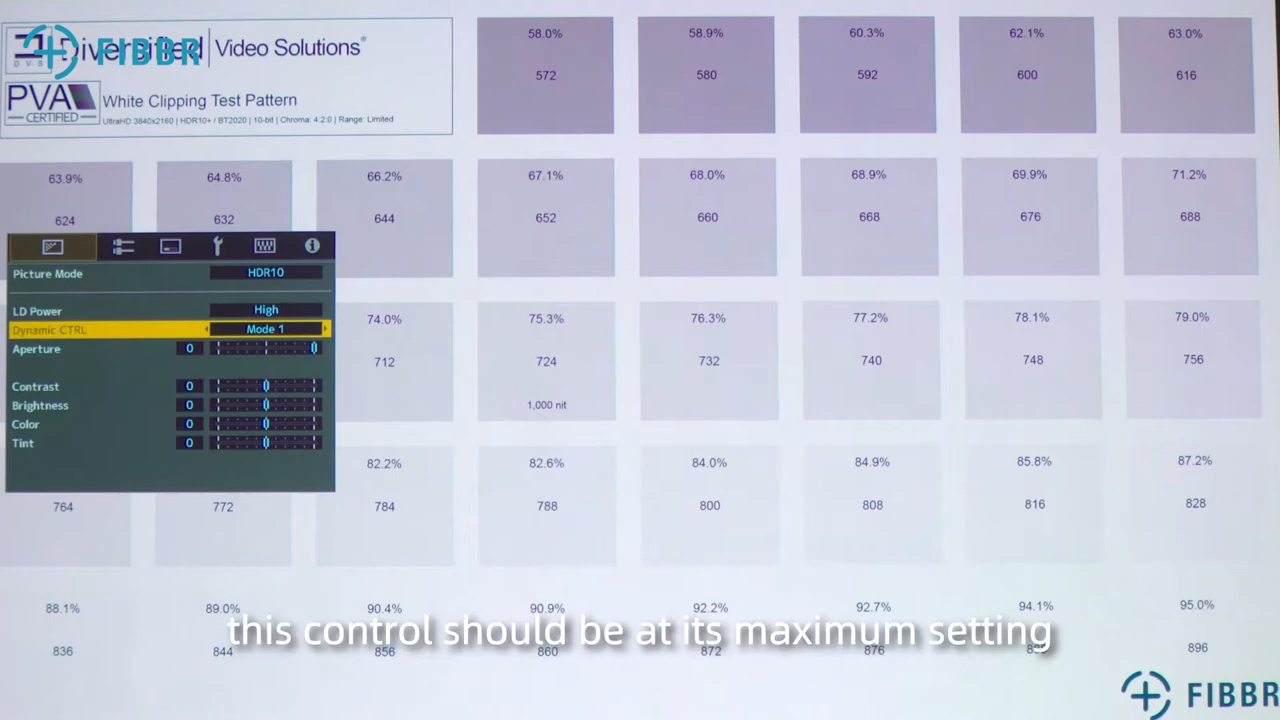 Diversified Video Solutions®
DVS
FIBBR
PVA
CERTIFIED
White Clipping Test Pattern
UltraHD 3840x2160 | HDR10+ / BT2020 | 10-bit | Chroma: 4:2:0 | Range: Limited
58.0% 58.9% 60.3% 62.1% 63.0%
572 580 592 600 616
63.9% 64.8% 66.2% 67.1% 68.0% 68.9% 69.9% 71.2%
624 632 644 652 660 668 676 688
Picture Mode HDR10
LD Power High
Dynamic CTRL Mode 1
Aperture 0
Contrast 0
Brightness 0
Color 0
Tint 0
74.0% 75.3% 76.3% 77.2% 78.1% 79.0%
712 724 732 740 748 756
1,000 nit
82.2% 82.6% 84.0% 84.9% 85.8% 87.2%
764 772 784 788 800 808 816 828
88.1% 89.0% 90.4% 90.9% 92.2% 92.7% 94.1% 95.0%
this control should be at its maximum setting
836 844 856 860 872 876 896
FIBBR